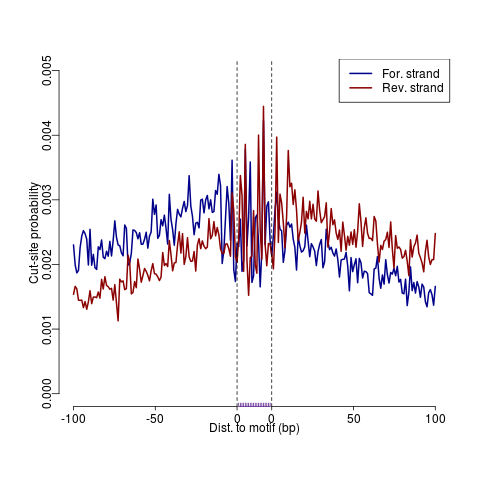 For. strand
Rev. strand
0.005
0.004
0.003
0.002
0.001
0.000
Cut-site probability
-100 -50 0 0 50 100
Dist. to motif (bp)